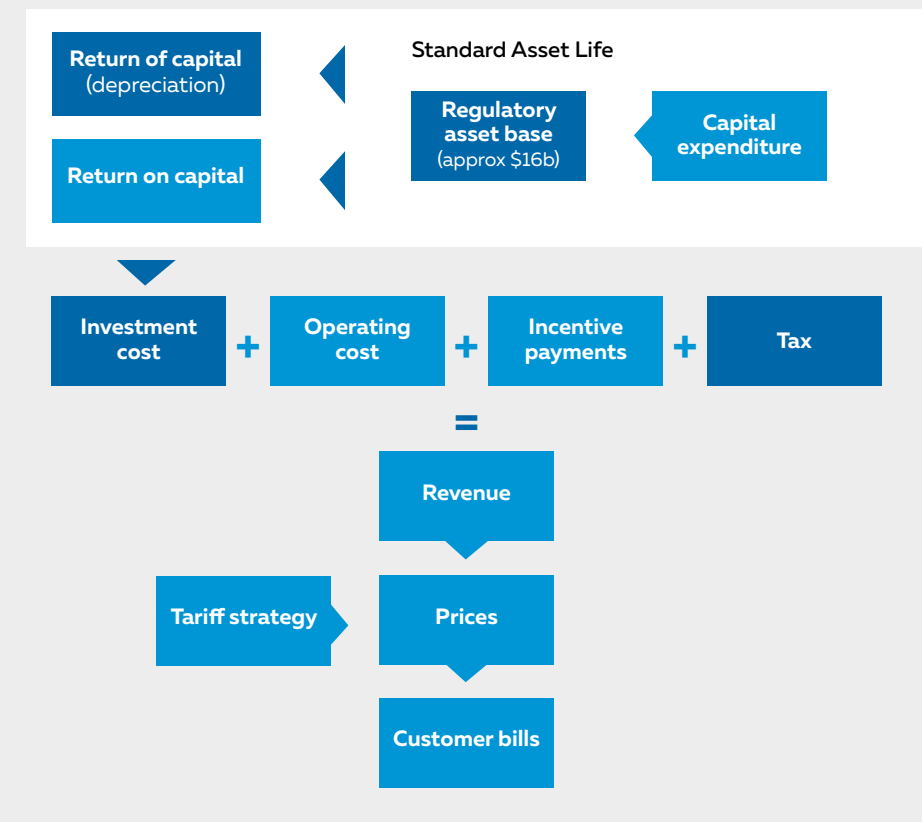 Return of capital
(depreciation)
Standard Asset Life
Regulatory
asset base
(approx $16b)
Capital
expenditure
Return on capital
Investment
cost
+
Operating
cost
+
Incentive
payments
+
Tax
=
Revenue
Tariff strategy
Prices
Customer bills